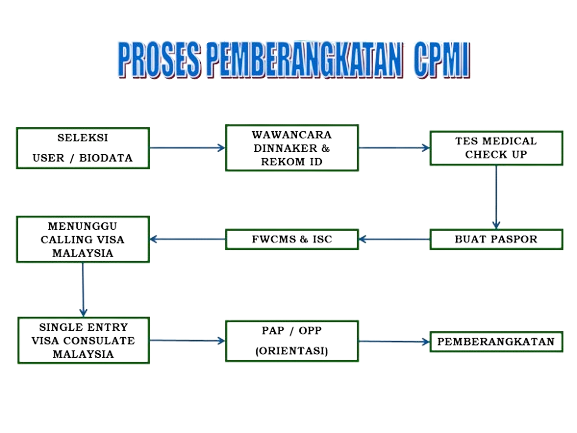 PROSES PEMBERANGKATAN CPMI
SELEKSI
USER / BIODATA
WAWANCARA
DINNAKER &
REKOM ID
TES MEDICAL
CHECK UP
BUAT PASPOR
FWCMS & ISC
MENUNGGU
CALLING VISA
MALAYSIA
SINGLE ENTRY
VISA CONSULATE
MALAYSIA
PAP / OPP
(ORIENTASI)
PEMBERANGKATAN